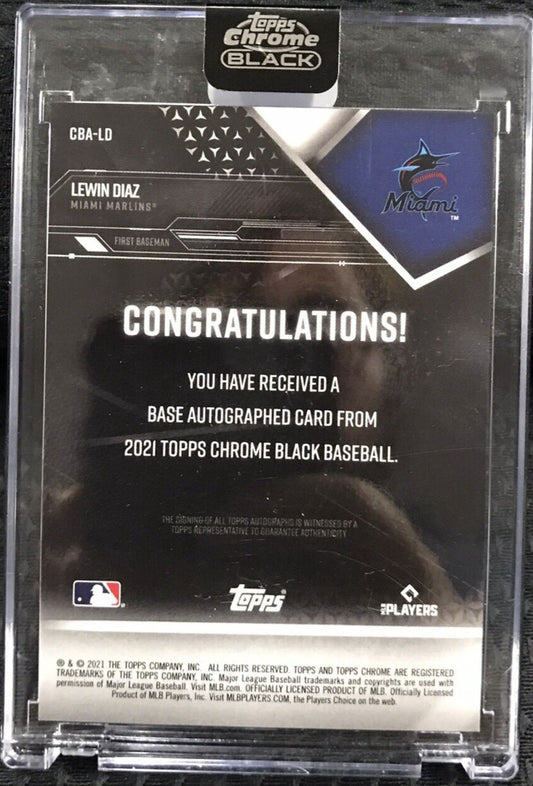 Topps
Chrome
BLACK
CBA-LD
LEWIN DIAZ
MIAMI MARLINS®
FIRST BASEMAN
Miami
TM
CONGRATULATIONS!
YOU HAVE RECEIVED A
BASE AUTOGRAPHED CARD FROM
2021 TOPPS CHROME BLACK BASEBALL.
THE SIGNING OF ALL TOPPS AUTOGRAPHS IS WITNESSED BY A
TOPPS REPRESENTATIVE TO GUARANTEE AUTHENTICITY
Topps®
MLB PLAYERS
® & © 2021 THE TOPPS COMPANY, INC. ALL RIGHTS RESERVED. TOPPS AND TOPPS CHROME ARE REGISTERED
TRADEMARKS OF THE TOPPS COMPANY, INC. Major League Baseball trademarks and copyrights are used with
permission of Major League Baseball. Visit MLB.com. OFFICIALLY LICENSED PRODUCT OF MLB. Officially Licensed
Product of MLB Players, Inc. Visit MLBPLAYERS.COM, the Players Choice on the web.